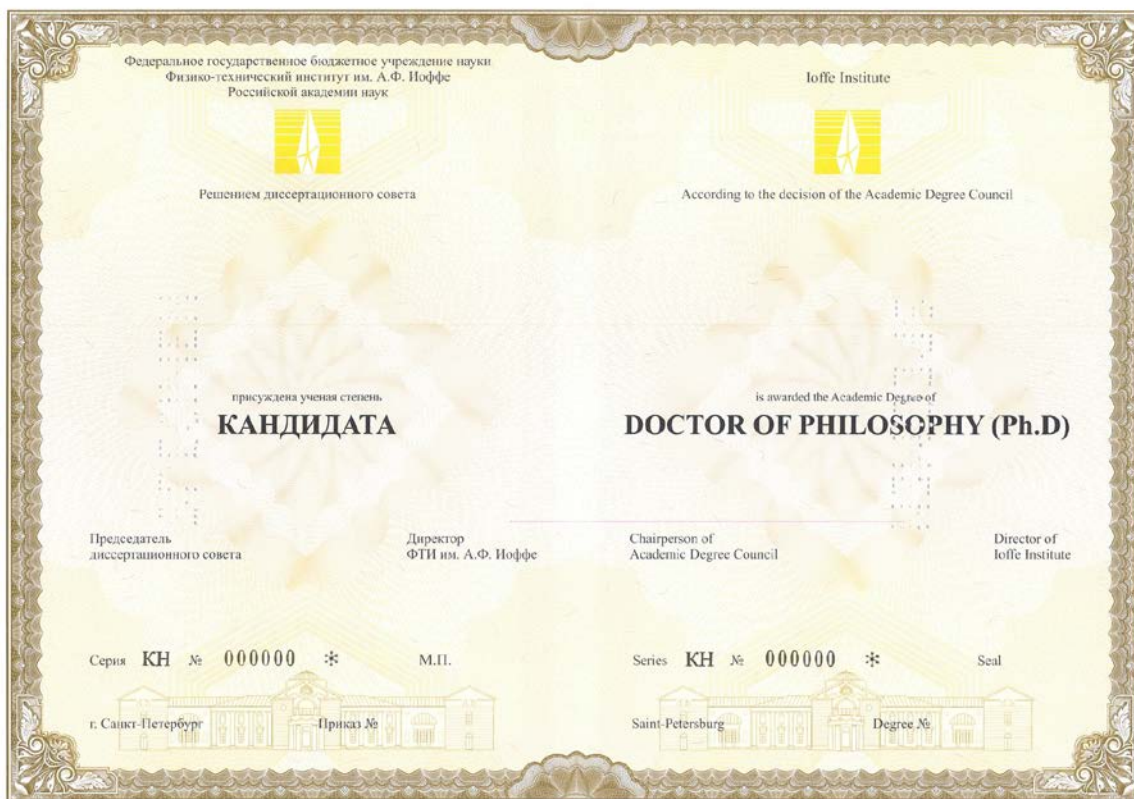 Федеральное государственное бюджетное учреждение науки
Физико-технический институт им. А.Ф. Иоффе
Российской академии наук
Решением диссертационного совета
присуждена ученая степень
КАНДИДАТА
Председатель
диссертационного совета
Директор
ФТИ им. А.Ф. Иоффе
Серия КН № 000000 *
М.П.
г. Санкт-Петербург
Приказ №
Ioffe Institute
According to the decision of the Academic Degree Council
is awarded the Academic Degree of
DOCTOR OF PHILOSOPHY (Ph.D)
Chairperson of
Academic Degree Council
Director of
Ioffe Institute
Series КН № 000000 *
Seal
Saint-Petersburg
Degree №